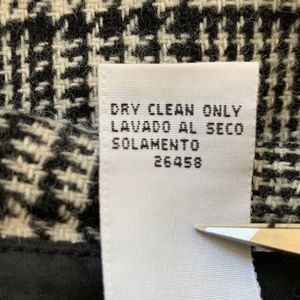 DRY CLEAN ONLY
LAVADO AL SECO
SOLAMENTO
26458